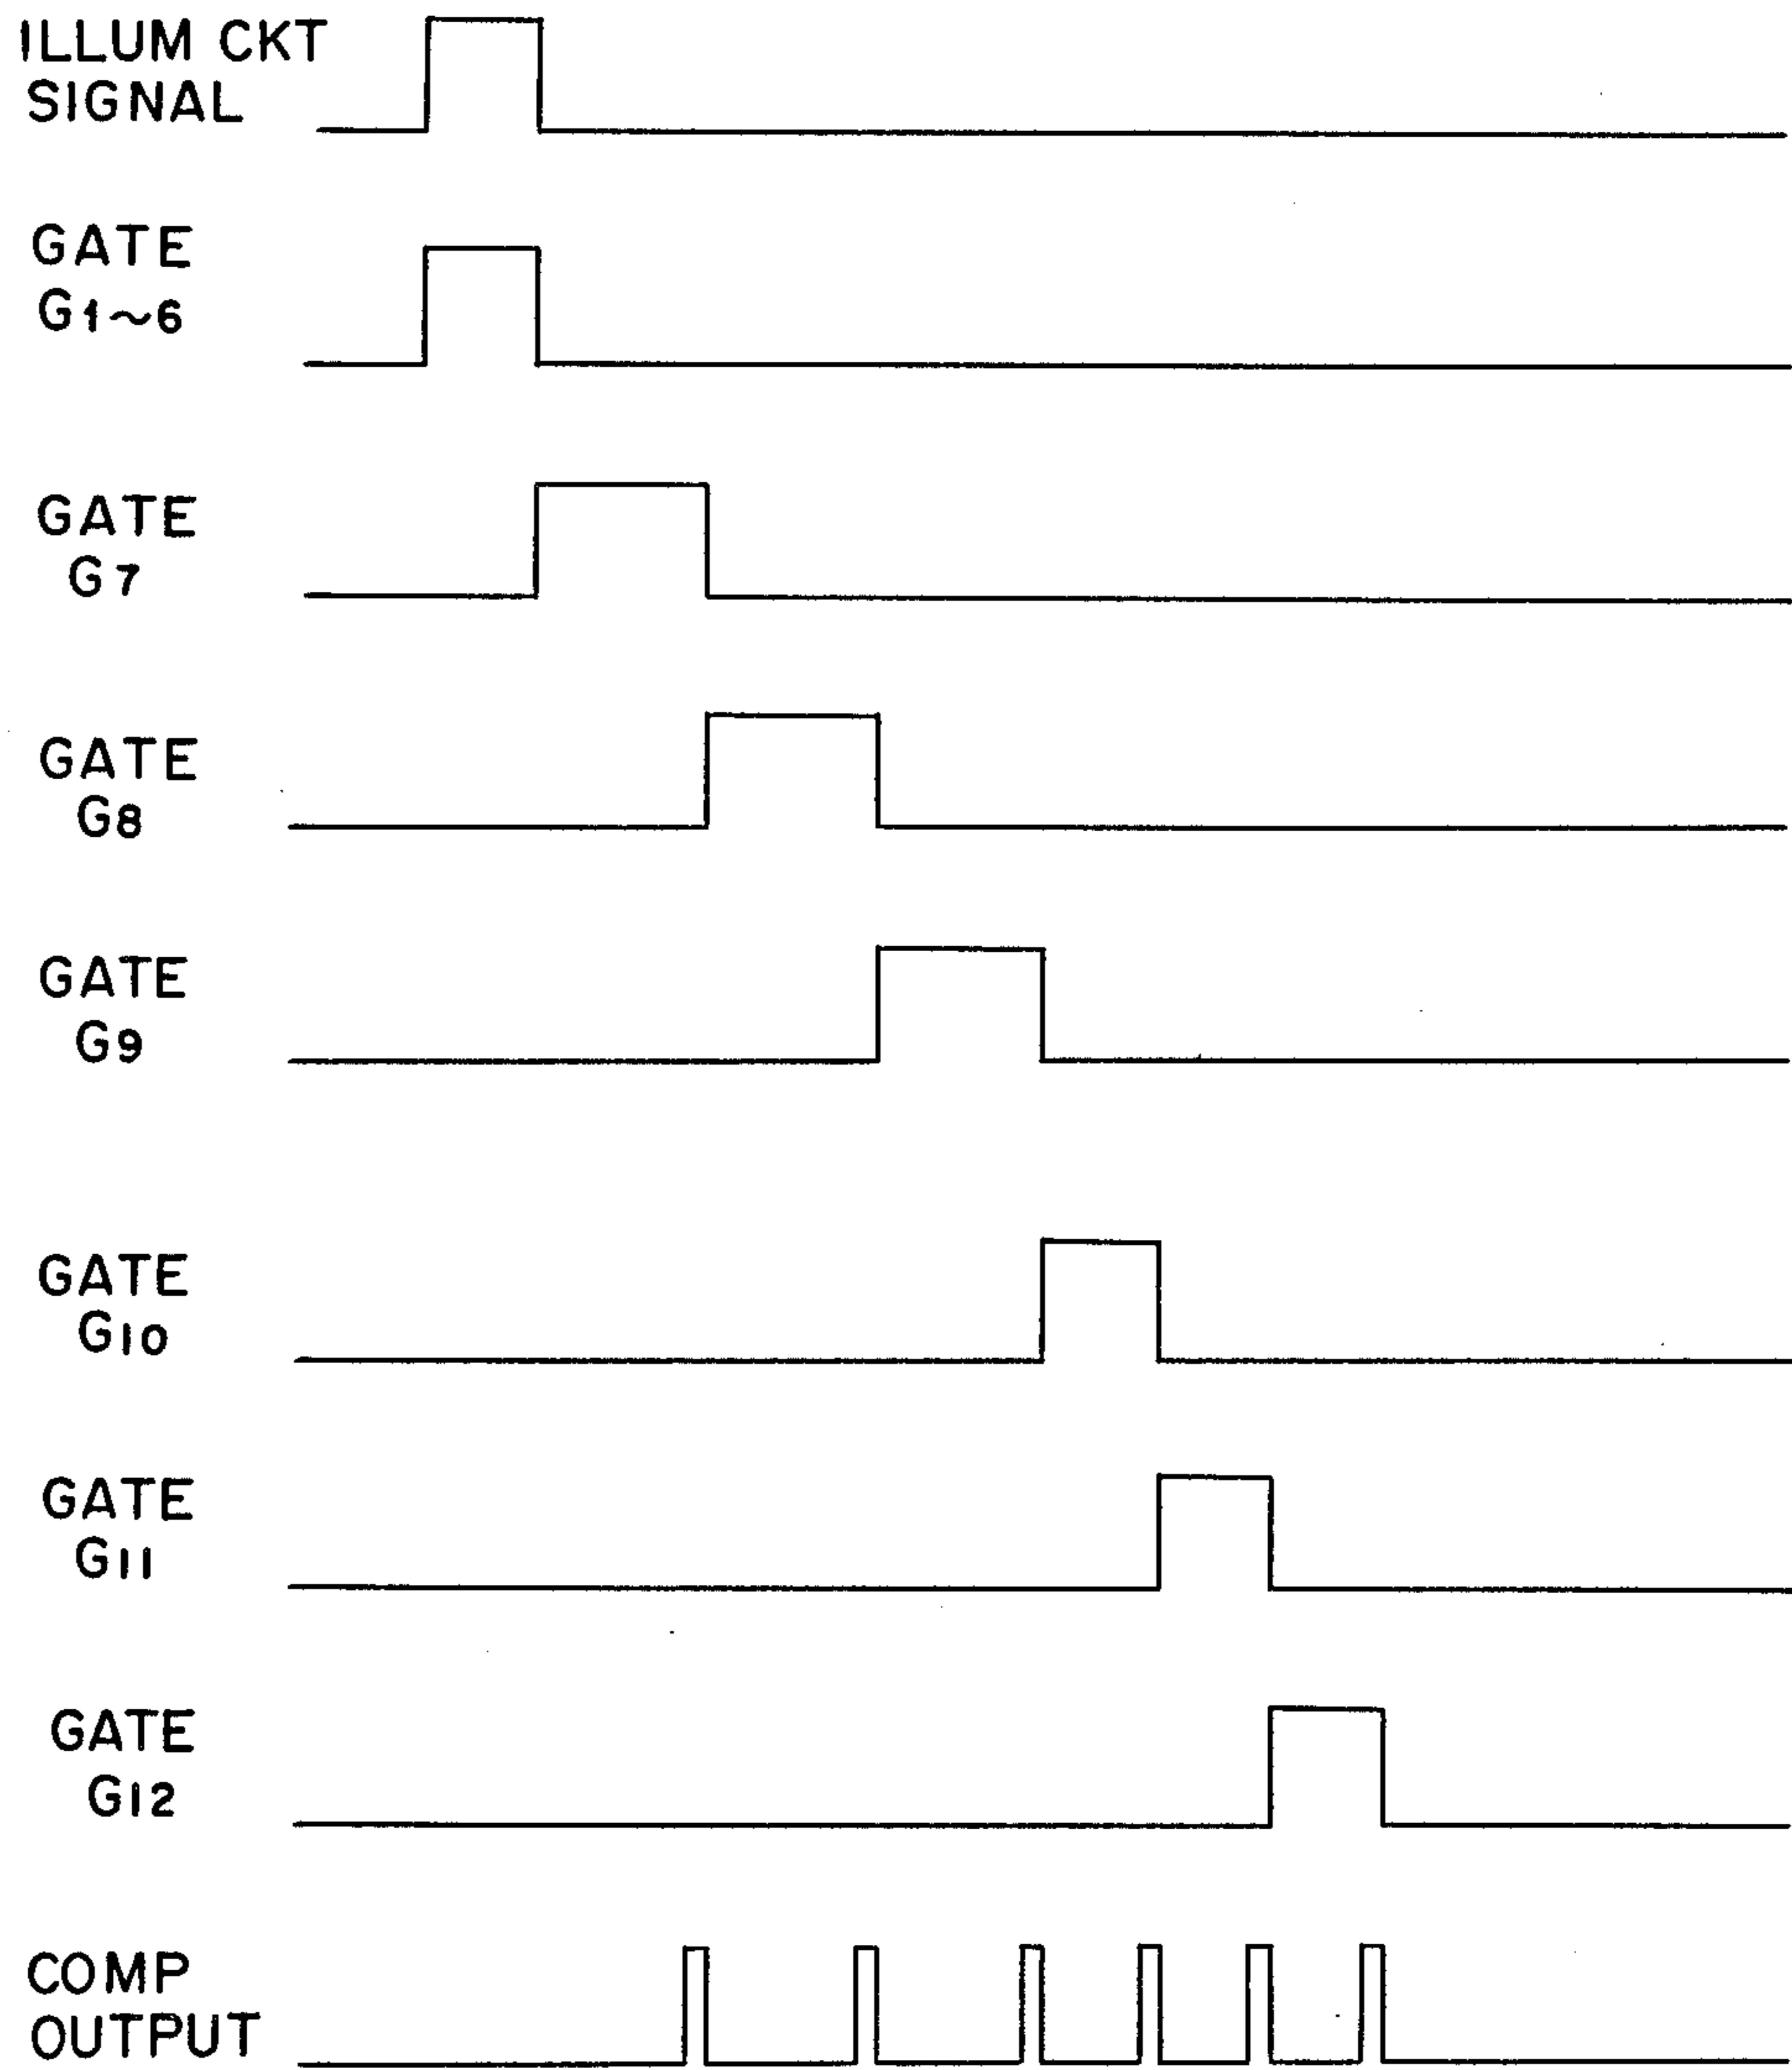 ILLUM CKT
SIGNAL
GATE
G1~6
GATE
G7
GATE
G8
GATE
G9
GATE
G10
GATE
G11
GATE
G12
COMP
OUTPUT